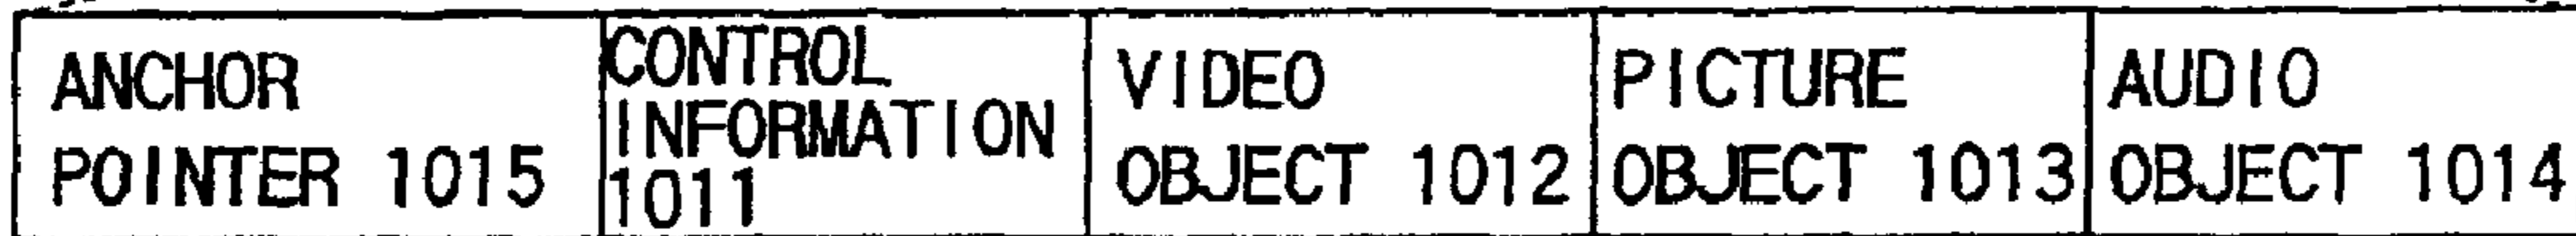 ANCHOR
POINTER 1015
CONTROL
INFORMATION
1011
VIDEO
OBJECT 1012
PICTURE
OBJECT 1013
AUDIO
OBJECT 1014